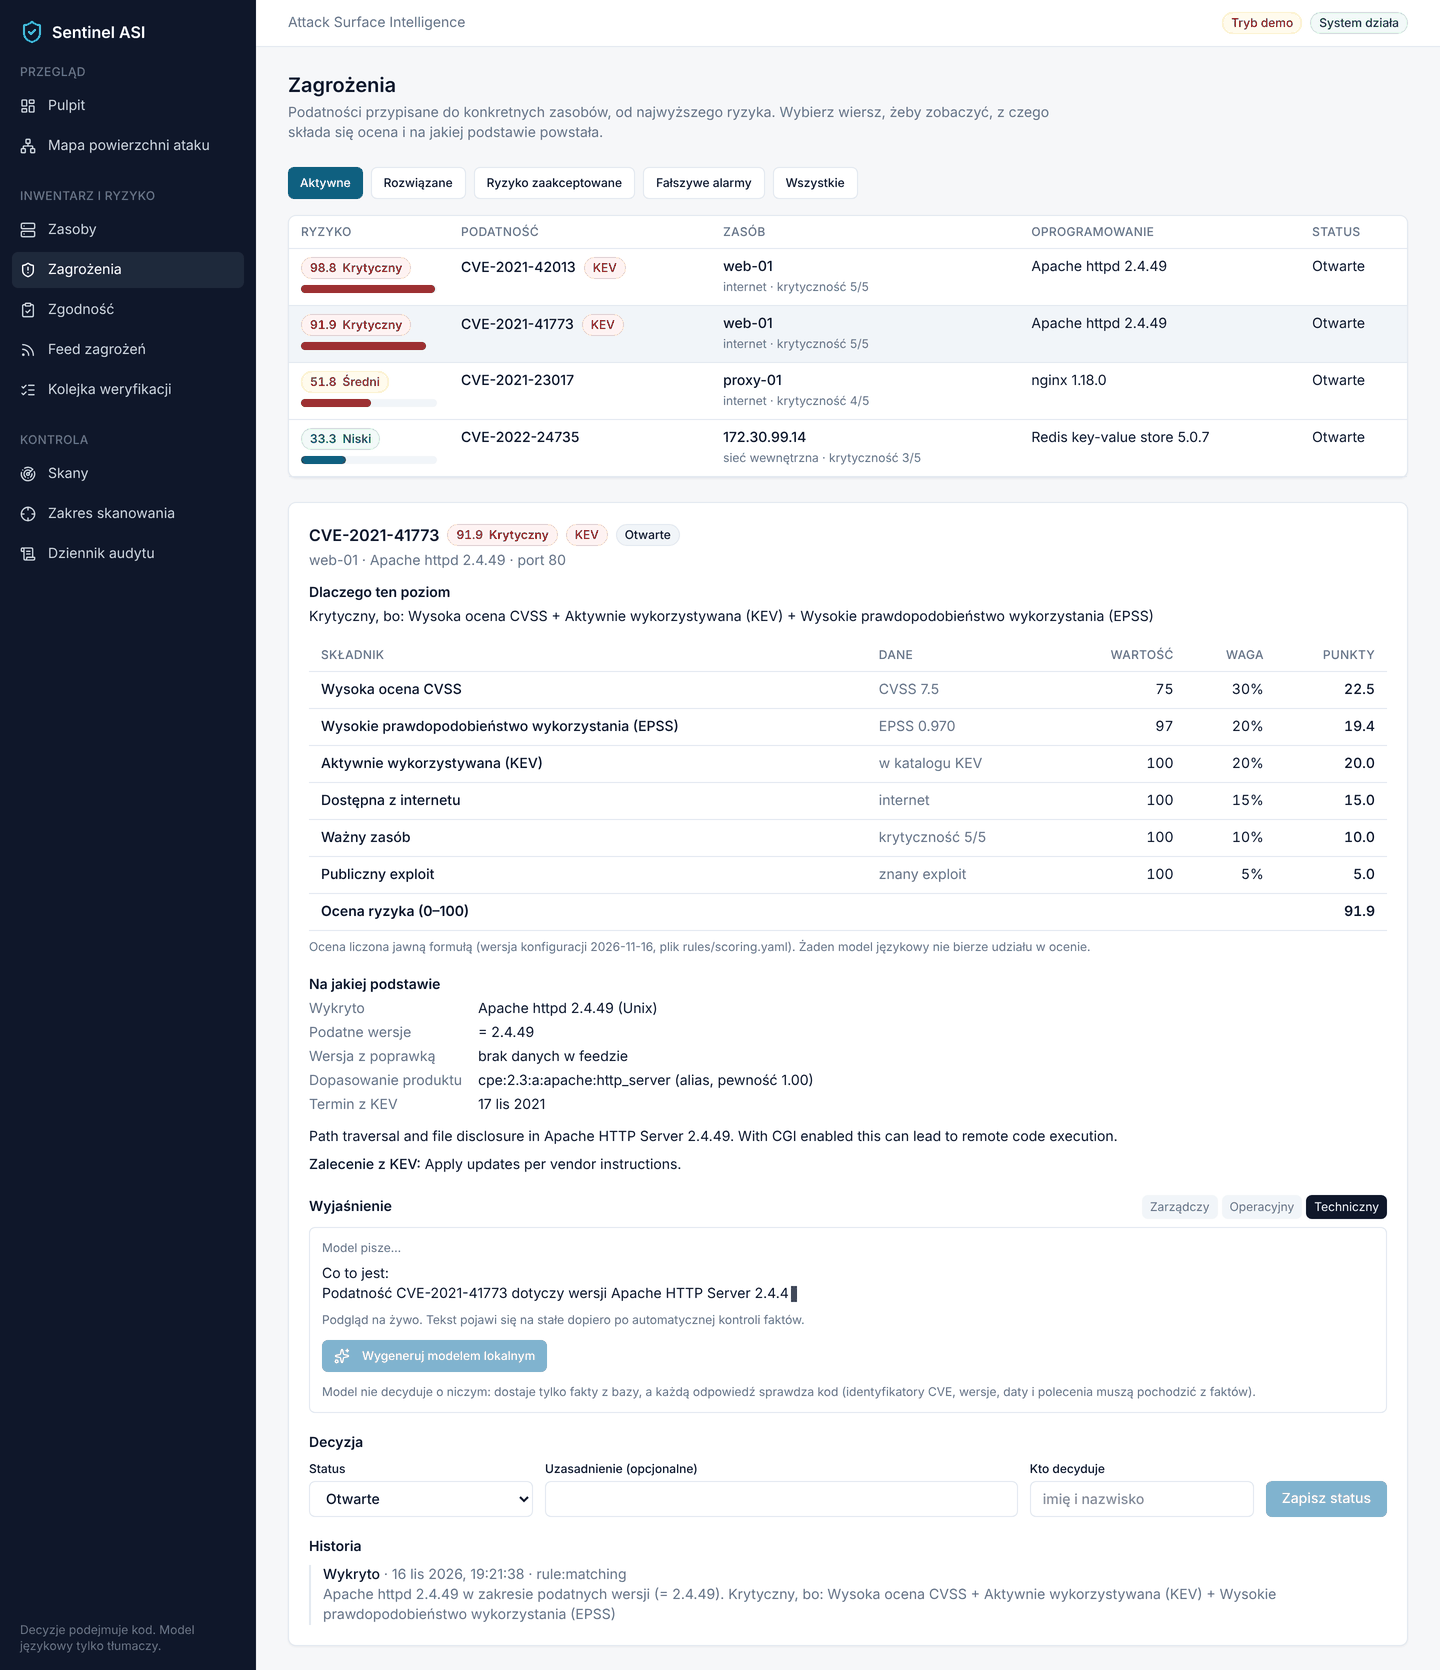 Sentinel ASI
PRZEGLĄD
Pulpit
Mapa powierzchni ataku
INWENTARZ I RYZYKO
Zasoby
Zagrożenia
Zgodność
Feed zagrożeń
Kolejka weryfikacji
KONTROLA
Skany
Zakres skanowania
Dziennik audytu
Decyzje podejmuje kod. Model
językowy tylko tłumaczy.
Attack Surface Intelligence
Tryb demo
System działa
Zagrożenia
Podatności przypisane do konkretnych zasobów, od najwyższego ryzyka. Wybierz wiersz, żeby zobaczyć, z czego
składa się ocena i na jakiej podstawie powstała.
Aktywne
Rozwiązane
Ryzyko zaakceptowane
Fałszywe alarmy
Wszystkie
RYZYKO PODATNOŚĆ ZASÓB OPROGRAMOWANIE STATUS
98.8 Krytyczny CVE-2021-42013 KEV web-01 Apache httpd 2.4.49 Otwarte
internet · krytyczność 5/5
91.9 Krytyczny CVE-2021-41773 KEV web-01 Apache httpd 2.4.49 Otwarte
internet · krytyczność 5/5
51.8 Średni CVE-2021-23017 proxy-01 nginx 1.18.0 Otwarte
internet · krytyczność 4/5
33.3 Niski CVE-2022-24735 172.30.99.14 Redis key-value store 5.0.7 Otwarte
sieć wewnętrzna · krytyczność 3/5
CVE-2021-41773 91.9 Krytyczny KEV Otwarte
web-01 · Apache httpd 2.4.49 · port 80
Dlaczego ten poziom
Krytyczny, bo: Wysoka ocena CVSS + Aktywnie wykorzystywana (KEV) + Wysokie prawdopodobieństwo wykorzystania (EPSS)
SKŁADNIK DANE WARTOŚĆ WAGA PUNKTY
Wysoka ocena CVSS CVSS 7.5 75 30% 22.5
Wysokie prawdopodobieństwo wykorzystania (EPSS) EPSS 0.970 97 20% 19.4
Aktywnie wykorzystywana (KEV) w katalogu KEV 100 20% 20.0
Dostępna z internetu internet 100 15% 15.0
Ważny zasób krytyczność 5/5 100 10% 10.0
Publiczny exploit znany exploit 100 5% 5.0
Ocena ryzyka (0–100) 91.9
Ocena liczona jawną formułą (wersja konfiguracji 2026-11-16, plik rules/scoring.yaml). Żaden model językowy nie bierze udziału w ocenie.
Na jakiej podstawie
Wykryto Apache httpd 2.4.49 (Unix)
Podatne wersje = 2.4.49
Wersja z poprawką brak danych w feedzie
Dopasowanie produktu cpe:2.3:a:apache:http_server (alias, pewność 1.00)
Termin z KEV 17 lis 2021
Path traversal and file disclosure in Apache HTTP Server 2.4.49. With CGI enabled this can lead to remote code execution.
Zalecenie z KEV: Apply updates per vendor instructions.
Wyjaśnienie Zarządczy Operacyjny Techniczny
Model pisze...
Co to jest:
Podatność CVE-2021-41773 dotyczy wersji Apache HTTP Server 2.4.4
Podgląd na żywo. Tekst pojawi się na stałe dopiero po automatycznej kontroli faktów.
Wygeneruj modelem lokalnym
Model nie decyduje o niczym: dostaje tylko fakty z bazy, a każdą odpowiedź sprawdza kod (identyfikatory CVE, wersje, daty i polecenia muszą pochodzić z faktów).
Decyzja
Status Uzasadnienie (opcjonalne) Kto decyduje
Otwarte imię i nazwisko Zapisz status
Historia
Wykryto · 16 lis 2026, 19:21:38 · rule:matching
Apache httpd 2.4.49 w zakresie podatnych wersji (= 2.4.49). Krytyczny, bo: Wysoka ocena CVSS + Aktywnie wykorzystywana (KEV) + Wysokie
prawdopodobieństwo wykorzystania (EPSS)